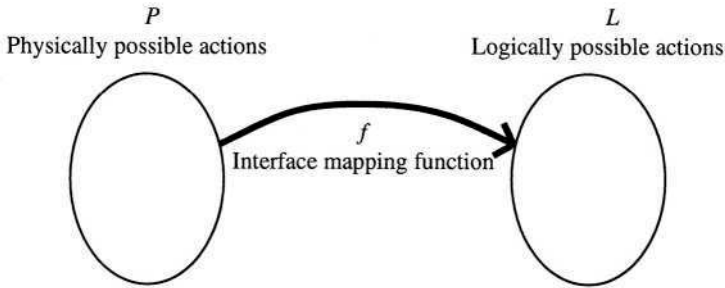 P
Physically possible actions
L
Logically possible actions
f
Interface mapping function